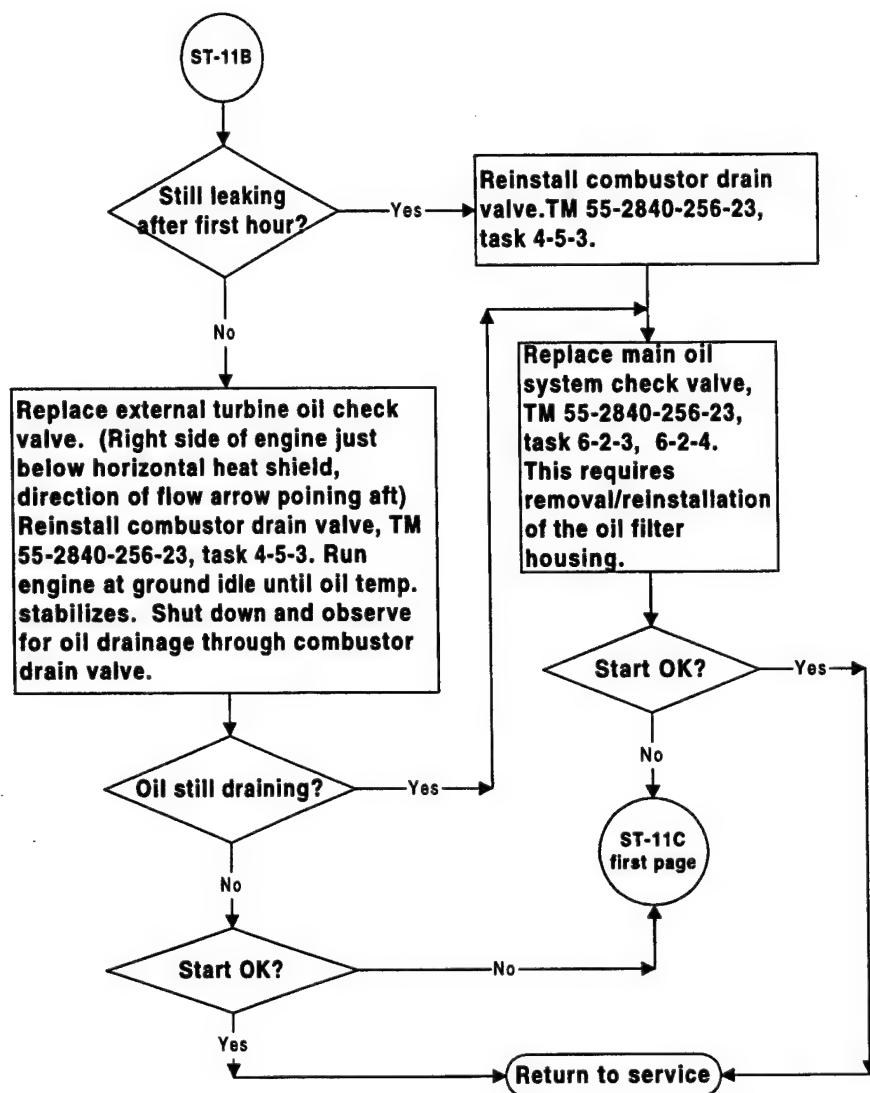 ST-11B
Still leaking
after first hour?
Yes
Reinstall combustor drain
valve.TM 55-2840-256-23,
task 4-5-3.
No
Replace external turbine oil check
valve. (Right side of engine just
below horizontal heat shield,
direction of flow arrow poining aft)
Reinstall combustor drain valve, TM
55-2840-256-23, task 4-5-3. Run
engine at ground idle until oil temp.
stabilizes. Shut down and observe
for oil drainage through combustor
drain valve.
Replace main oil
system check valve,
TM 55-2840-256-23,
task 6-2-3, 6-2-4.
This requires
removal/reinstallation
of the oil filter
housing.
Start OK?
Yes
No
Oil still draining?
Yes
ST-11C
first page
No
Start OK?
No
Yes
Return to service